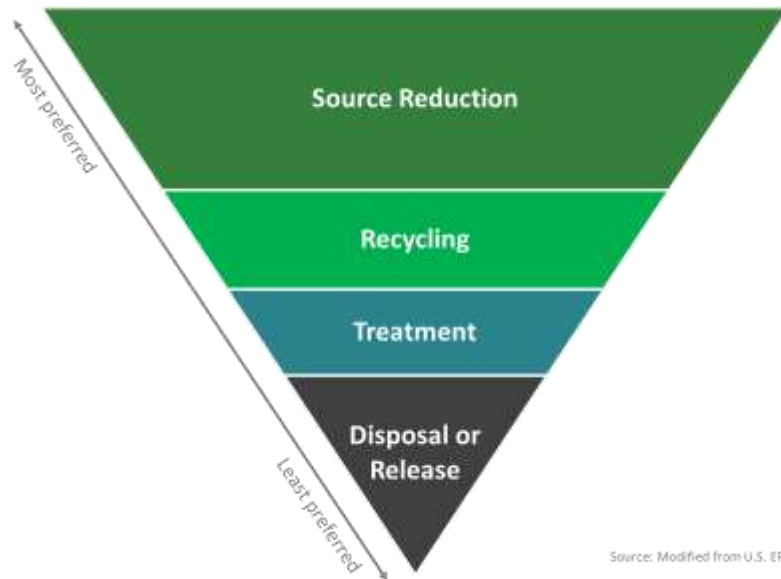 Most preferred
Source Reduction
Recycling
Treatment
Disposal or
Release
Least preferred
Source: Modified from U.S.